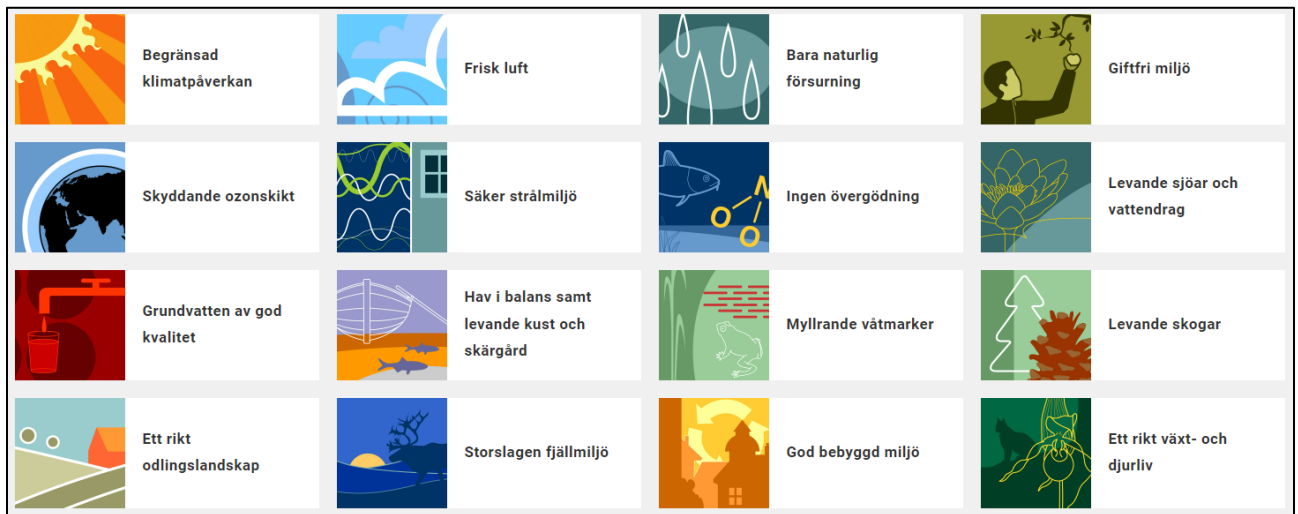 Begränsad
klimatpåverkan
Frisk luft
Bara naturlig
försurning
Giftfri miljö
Skyddande ozonskikt
Säker strålmiljö
N
O
O
Ingen övergödning
Levande sjöar och
vattendrag
Grundvatten av god
kvalitet
Hav i balans samt
levande kust och
skärgård
Myllrande våtmarker
Levande skogar
Ett rikt
odlingslandskap
Storslagen fjällmiljö
God bebyggd miljö
Ett rikt växt- och
djurliv